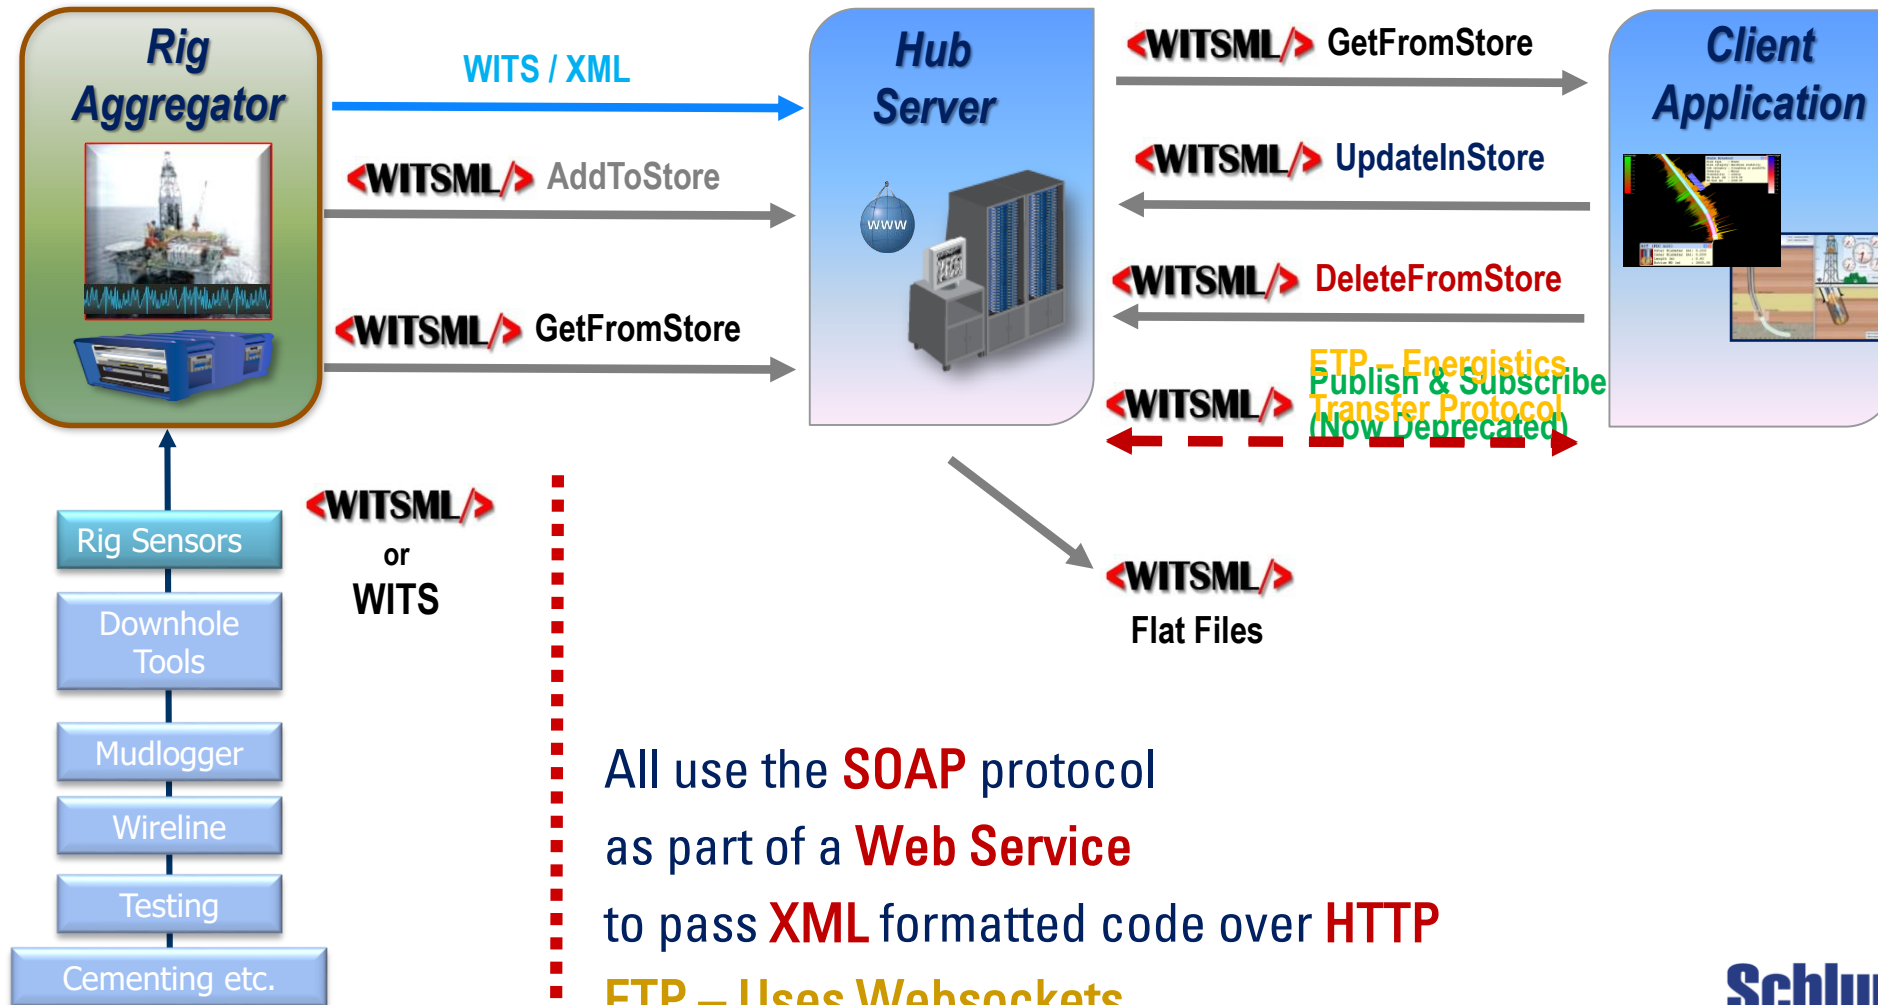 Rig
Aggregator
WITS / XML
<WITSML/> AddToStore
<WITSML/> GetFromStore
Hub
Server
WWW
<WITSML/> GetFromStore
<WITSML/> UpdateInStore
<WITSML/> DeleteFromStore
<WITSML/>
ETP – Energistics
Transfer Protocol
Publish & Subscribe
(Now Deprecated)
Client
Application
<WITSML/>
or
WITS
<WITSML/>
Flat Files
Rig Sensors
Downhole
Tools
Mudlogger
Wireline
Testing
Cementing etc.
All use the SOAP protocol
as part of a Web Service
to pass XML formatted code over HTTP
ETP – Uses Websockets
Schlu